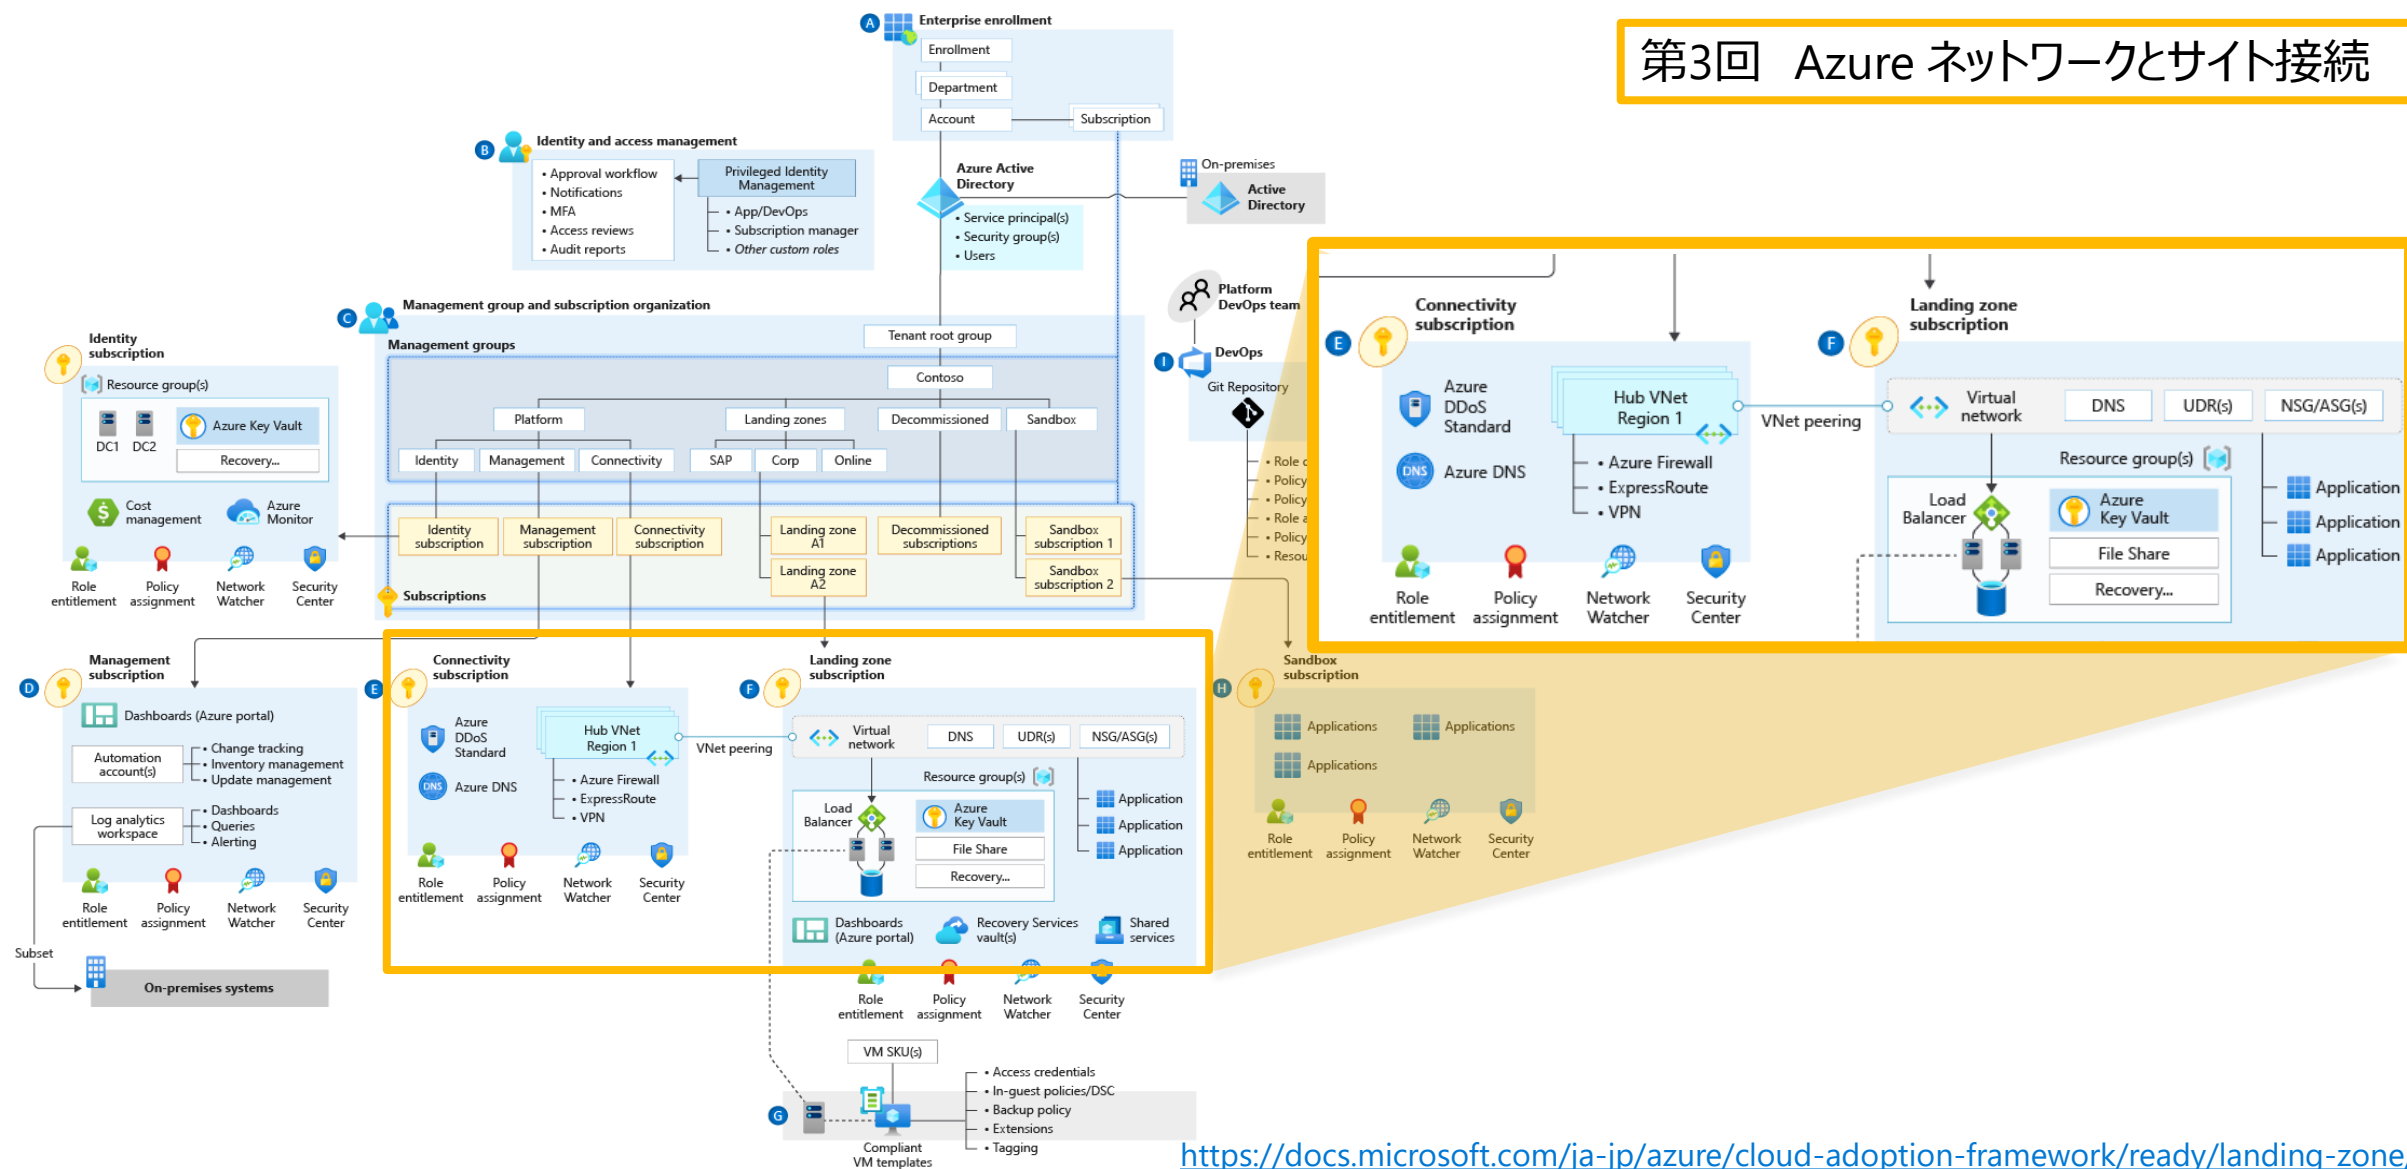 第3回 Azure ネットワークとサイト接続
A
Enterprise enrollment
Enrollment
Department
Account
Subscription
B
Identity and access management
• Approval workflow
• Notifications
• MFA
• Access reviews
• Audit reports
Privileged Identity
Management
• App/DevOps
• Subscription manager
• Other custom roles
Azure Active
Directory
• Service principal(s)
• Security group(s)
• Users
On-premises
Active
Directory
C
Management group and subscription organization
Management groups
Tenant root group
Contoso
Platform
Landing zones
Decommissioned
Sandbox
Identity
Management
Connectivity
SAP
Corp
Online
Identity
subscription
Management
subscription
Connectivity
subscription
Landing zone
A1
Landing zone
A2
Decommissioned
subscriptions
Sandbox
subscription 1
Sandbox
subscription 2
Subscriptions
Identity
subscription
Resource group(s)
DC1
DC2
Azure Key Vault
Recovery...
Cost
management
Azure
Monitor
Role
entitlement
Policy
assignment
Network
Watcher
Security
Center
Platform
DevOps team
I
DevOps
Git Repository
• Role
• Policy
• Policy
• Role
• Policy
• Resou
E
Connectivity
subscription
Azure
DDoS
Standard
DNS
Azure DNS
Hub VNet
Region 1
• Azure Firewall
• ExpressRoute
• VPN
VNet peering
Role
entitlement
Policy
assignment
Network
Watcher
Security
Center
F
Landing zone
subscription
Virtual
network
DNS
UDR(s)
NSG/ASG(s)
Resource group(s)
Load
Balancer
Azure
Key Vault
File Share
Recovery...
Application
Application
Application
D
Management
subscription
Dashboards (Azure portal)
Automation
account(s)
• Change tracking
• Inventory management
• Update management
Log analytics
workspace
• Dashboards
• Queries
• Alerting
Role
entitlement
Policy
assignment
Network
Watcher
Security
Center
Subset
On-premises systems
E
Connectivity
subscription
Azure
DDoS
Standard
DNS
Azure DNS
Hub VNet
Region 1
• Azure Firewall
• ExpressRoute
• VPN
VNet peering
Role
entitlement
Policy
assignment
Network
Watcher
Security
Center
F
Landing zone
subscription
Virtual
network
DNS
UDR(s)
NSG/ASG(s)
Resource group(s)
Load
Balancer
Azure
Key Vault
File Share
Recovery...
Application
Application
Application
Dashboards
(Azure portal)
Recovery Services
vault(s)
Shared
services
Role
entitlement
Policy
assignment
Network
Watcher
Security
Center
H
Sandbox
subscription
Applications
Applications
Applications
Role
entitlement
Policy
assignment
Network
Watcher
Security
Center
VM SKU(s)
G
Compliant
VM templates
• Access credentials
• In-guest policies/DSC
• Backup policy
• Extensions
• Tagging
https://docs.microsoft.com/ja-jp/azure/cloud-adoption-framework/ready/landing-zone